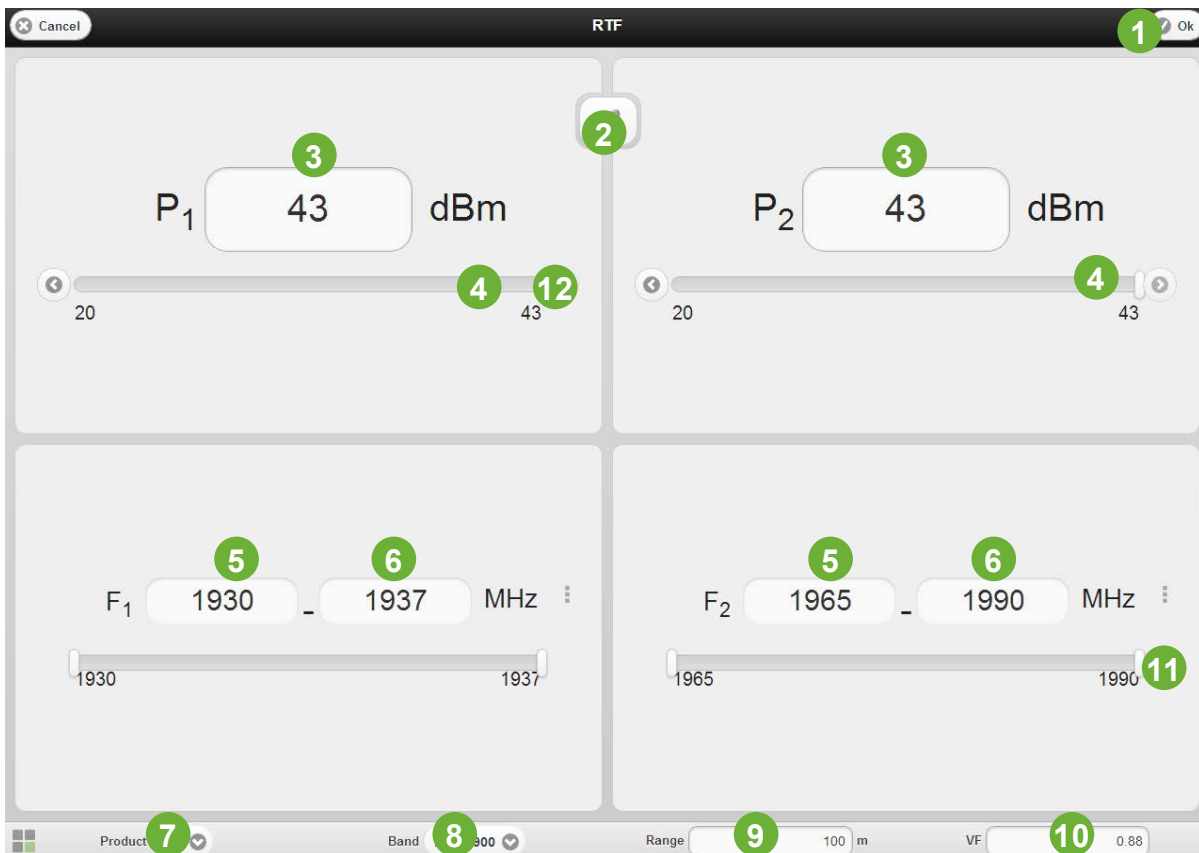 Cancel RTF 1 Ok
2
3 3
P1 43 dBm P2 43 dBm
4 12 4
20 43 20 43
5 6 5 6
F1 1930 - 1937 MHz F2 1965 - 1990 MHz
11
1930 1937 1965 1990
Product 7 Band 8 900 Range 9 100 m VF 10 0.88